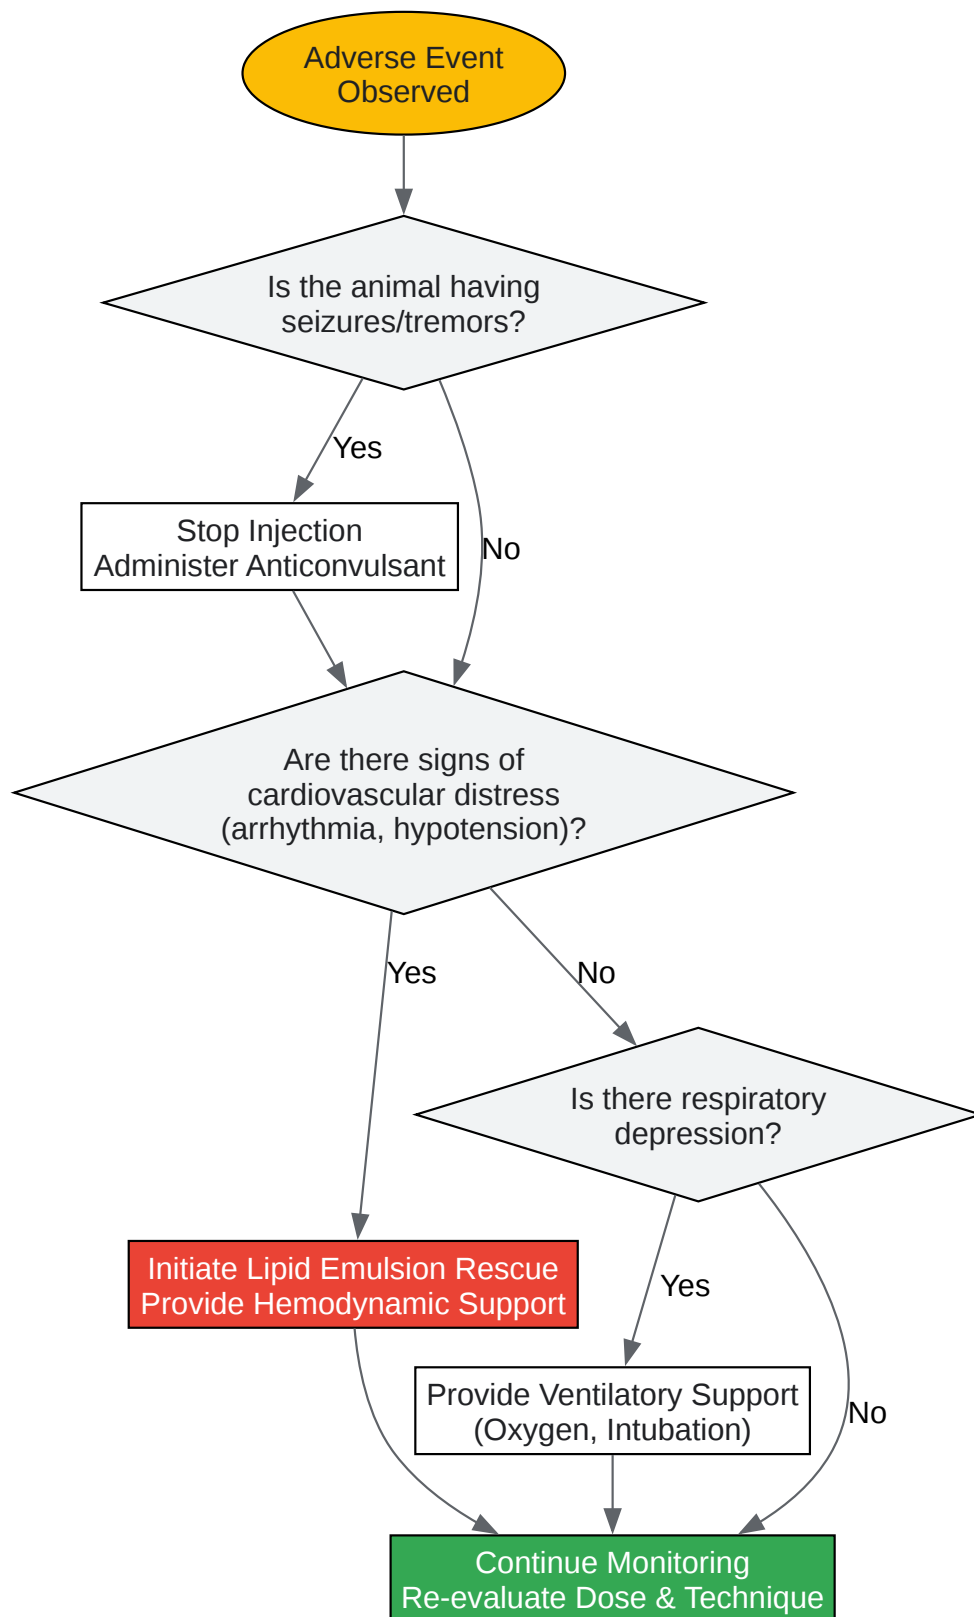 Adverse Event
Observed
Is the animal having
seizures/tremors?
Yes
Stop Injection
Administer Anticonvulsant
No
Are there signs of
cardiovascular distress
(arrhythmia, hypotension)?
Yes
No
Is there respiratory
depression?
Initiate Lipid Emulsion Rescue
Provide Hemodynamic Support
Yes
Provide Ventilatory Support
(Oxygen, Intubation)
No
Continue Monitoring
Re-evaluate Dose & Technique